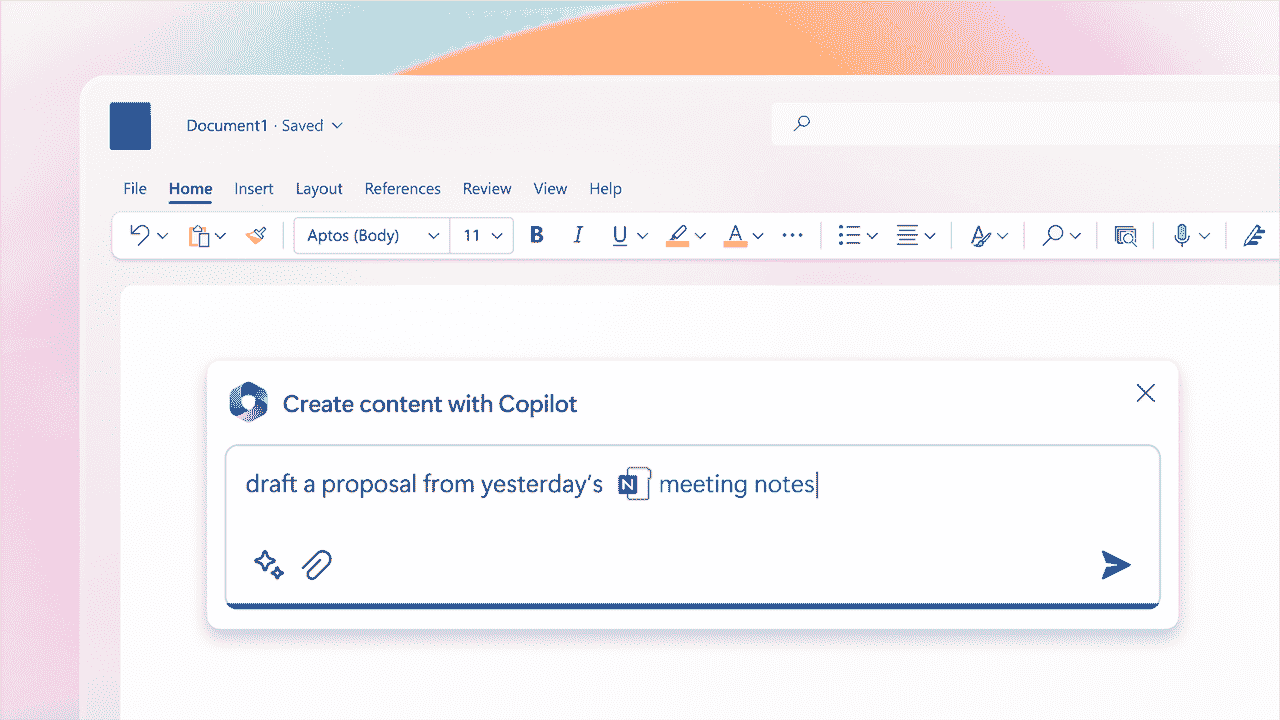 Document1 · Saved
File Home Insert Layout References Review View Help
Aptos (Body) 11 B I U A
Create content with Copilot
draft a proposal from yesterday's N meeting notes